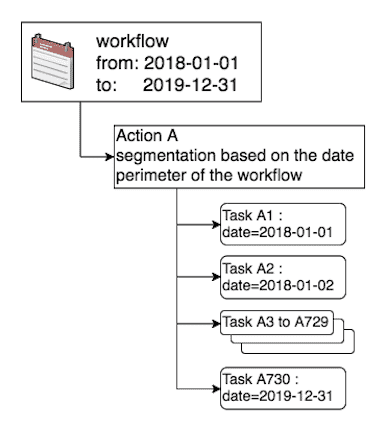 workflow
from: 2018-01-01
to: 2019-12-31
Action A
segmentation based on the date
perimeter of the workflow
Task A1 :
date=2018-01-01
Task A2 :
date=2018-01-02
Task A3 to A729
Task A730 :
date=2019-12-31